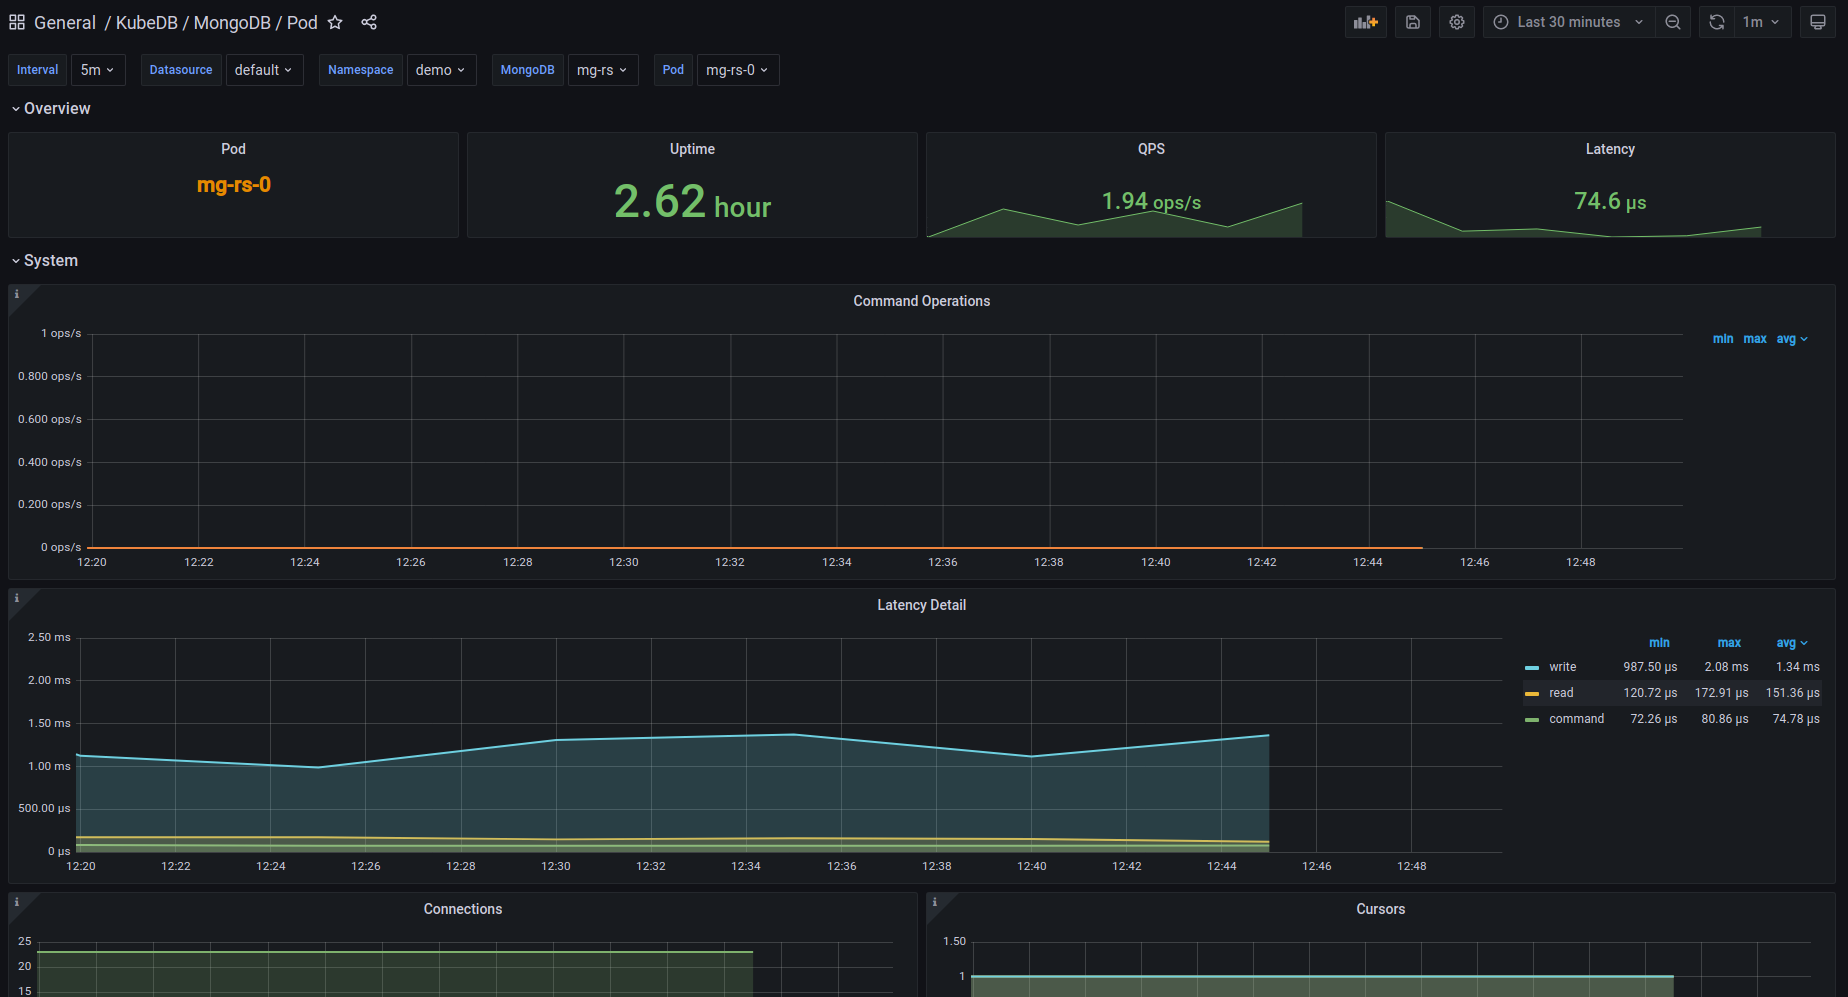 General / KubeDB / MongoDB / Pod
Last 30 minutes
1m
Interval 5m Datasource default Namespace demo MongoDB mg-rs Pod mg-rs-0
Overview
Pod
mg-rs-0
Uptime
2.62 hour
QPS
1.94 ops/s
Latency
74.6 µs
System
i
Command Operations
1 ops/s
0.800 ops/s
0.600 ops/s
0.400 ops/s
0.200 ops/s
0 ops/s
12:20 12:22 12:24 12:26 12:28 12:30 12:32 12:34 12:36 12:38 12:40 12:42 12:44 12:46 12:48
min max avg
i
Latency Detail
2.50 ms
2.00 ms
1.50 ms
1.00 ms
500.00 µs
0 µs
12:20 12:22 12:24 12:26 12:28 12:30 12:32 12:34 12:36 12:38 12:40 12:42 12:44 12:46 12:48
min max avg
write 987.50 µs 2.08 ms 1.34 ms
read 120.72 µs 172.91 µs 151.36 µs
command 72.26 µs 80.86 µs 74.78 µs
i
Connections
25
20
15
i
Cursors
1.50
1